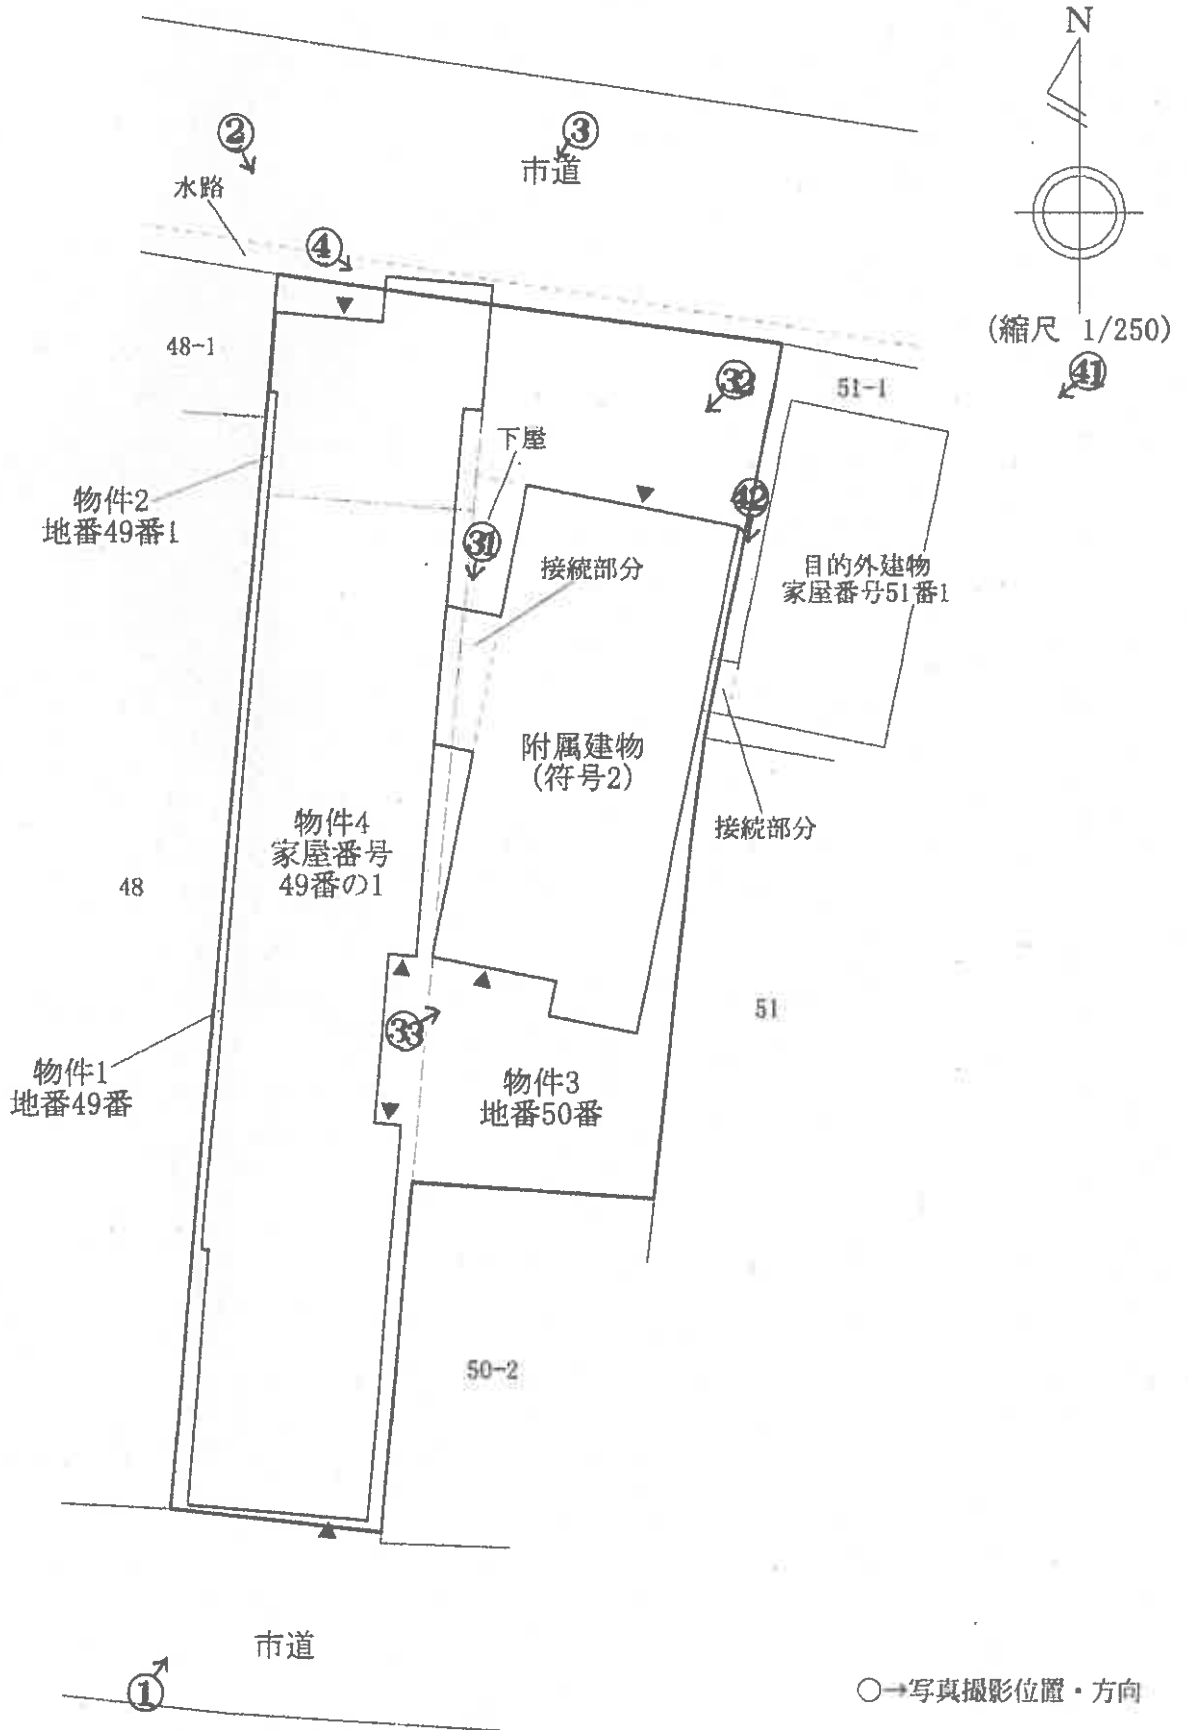 N
②
③
市道
水路
④
(縮尺 1/250)
48-1
㉜
51-1
㊶
下屋
物件2
地番49番1
㊷
㉛
接続部分
目的外建物
家屋番号51番1
附属建物
(符号2)
物件4
家屋番号
49番の1
接続部分
48
51
㉝
物件1
地番49番
物件3
地番50番
50-2
市道
①
○→写真撮影位置・方向